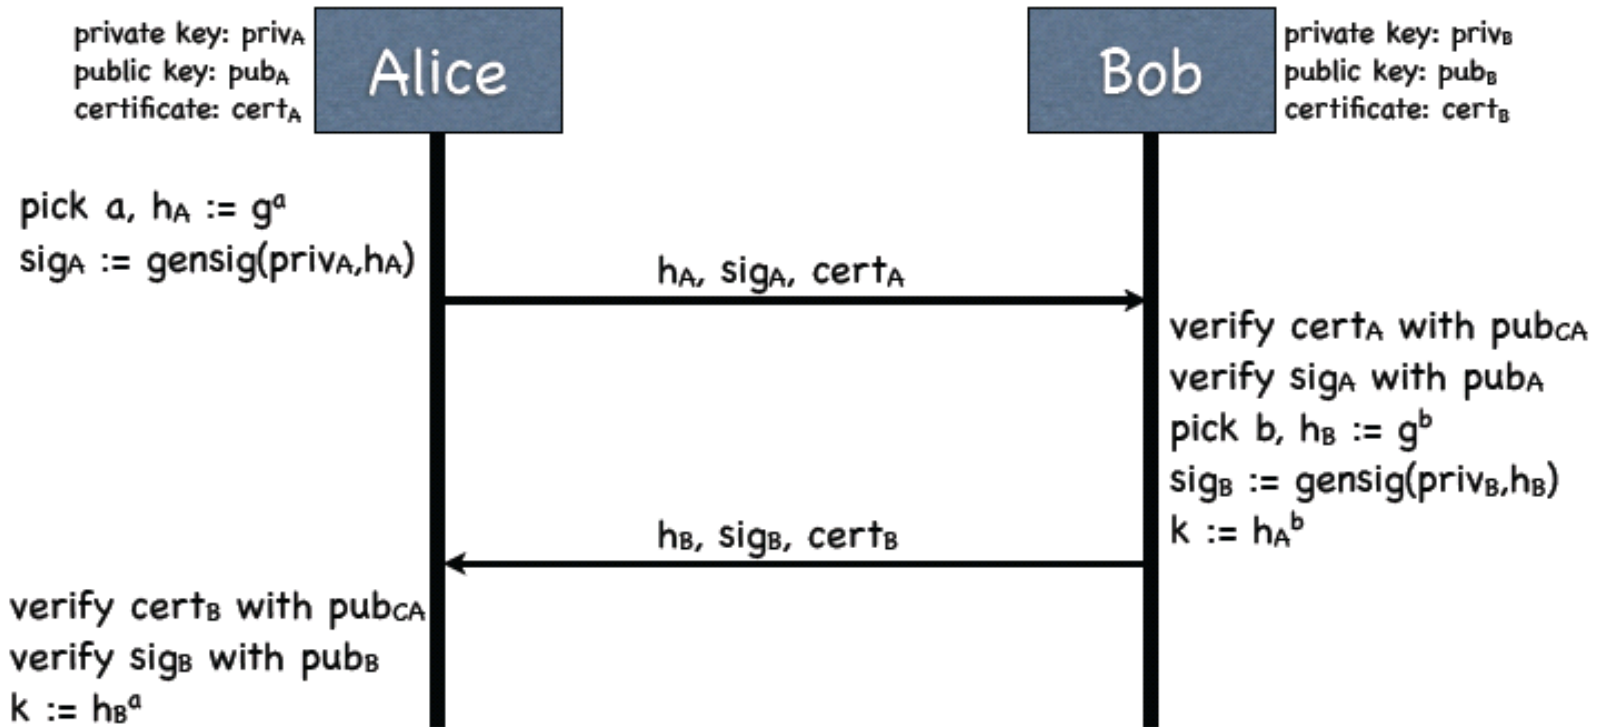 private key: privA
public key: pubA
certificate: certA
Alice
Bob
private key: privB
public key: pubB
certificate: certB
pick a, hA := gᵃ
sigA := gensig(privA,hA)
hA, sigA, certA
verify certA with pubCA
verify sigA with pubA
pick b, hB := gᵇ
sigB := gensig(privB,hB)
k := hAᵇ
hB, sigB, certB
verify certB with pubCA
verify sigB with pubB
k := hBᵃ